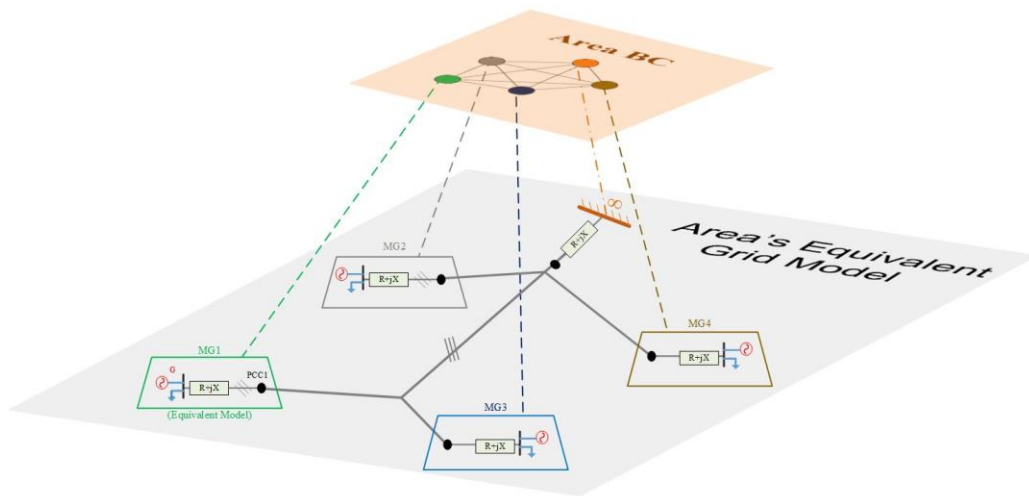 Area BC
∞
R+jX
Area's Equivalent
Grid Model
MG2
R+jX
MG4
R+jX
MG1
G
PCC1
R+jX
(Equivalent Model)
MG3
R+jX